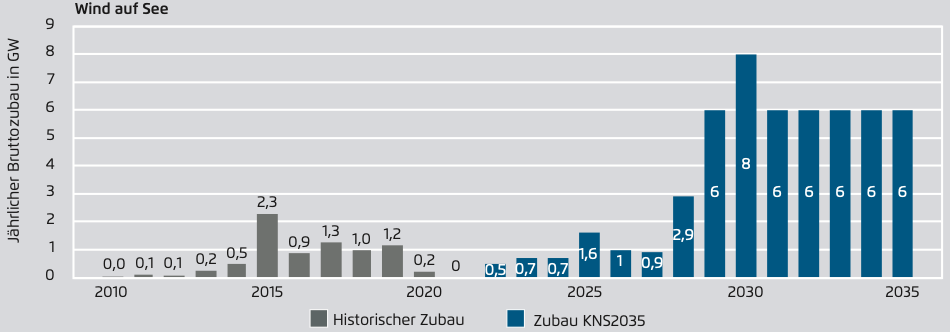 Wind auf See
Jährlicher Bruttozubau in GW
9
8
7
6
5
4
3
2
1
0
0,0 0,1 0,1 0,2 0,5 2,3 0,9 1,3 1,0 1,2 0,2 0 0,5 0,7 0,7 1,6 1 0,9 2,9 6 8 6 6 6 6 6
2010 2015 2020 2025 2030 2035
Historischer Zubau Zubau KNS2035